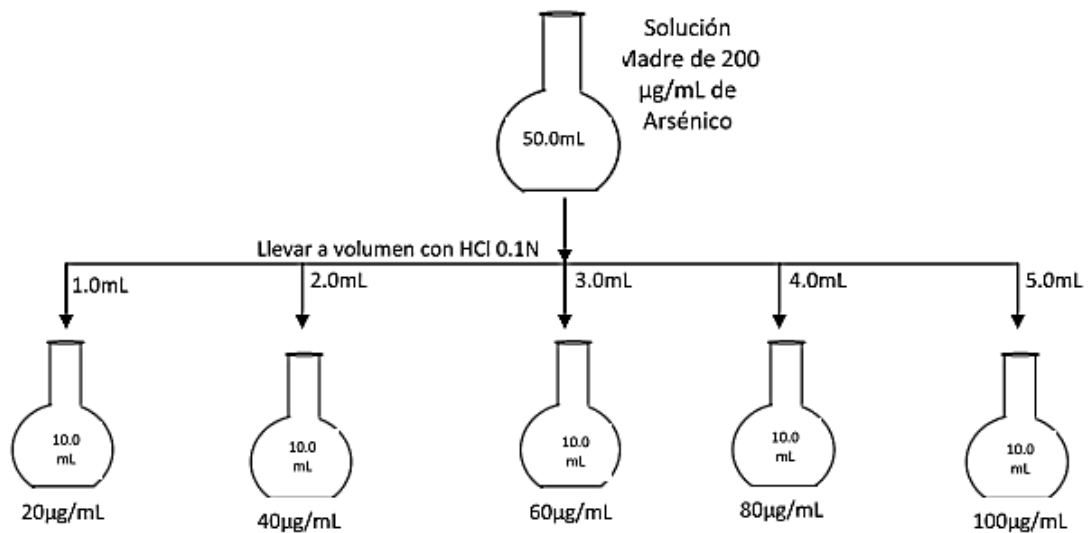 Solución
Madre de 200
µg/mL de
Arsénico
50.0mL
Llevar a volumen con HCl 0.1N
1.0mL
2.0mL
3.0mL
4.0mL
5.0mL
10.0
mL
10.0
mL
10.0
mL
10.0
mL
10.0
mL
20µg/mL
40µg/mL
60µg/mL
80µg/mL
100µg/mL